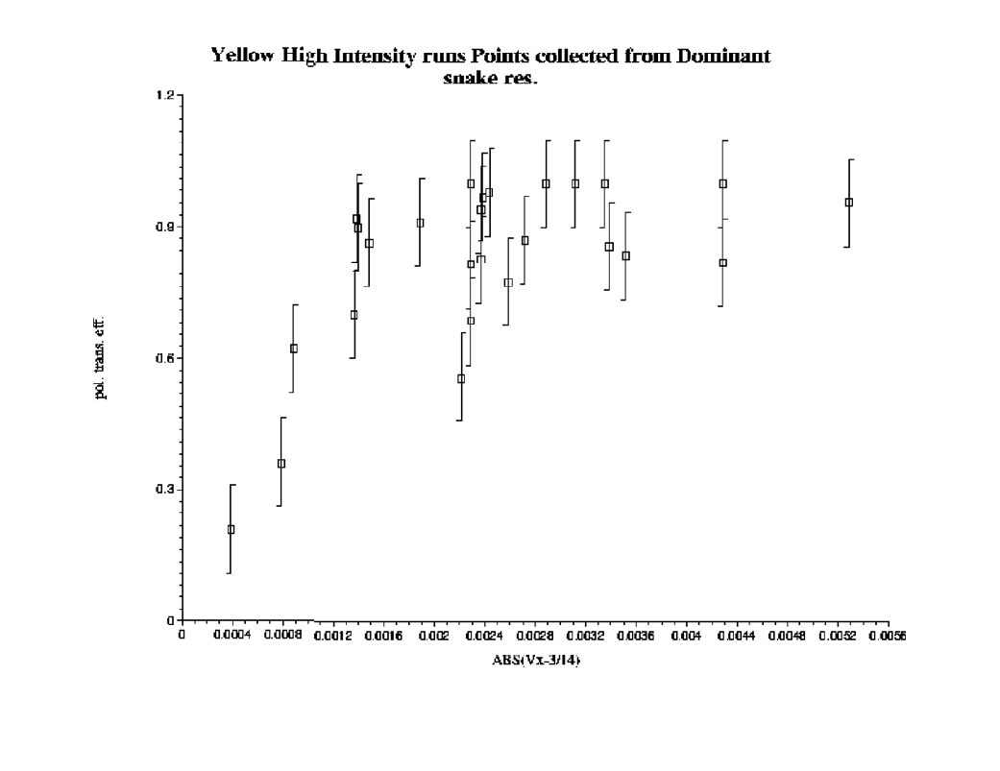 Yellow High Intensity runs Points collected from Dominant
snake res.
1.2
0.9
0.6
0.3
0
pol. trans. eff.
0 0.0004 0.0008 0.0012 0.0016 0.002 0.0024 0.0028 0.0032 0.0036 0.004 0.0044 0.0048 0.0052 0.0056
ABS(Vx-3/14)